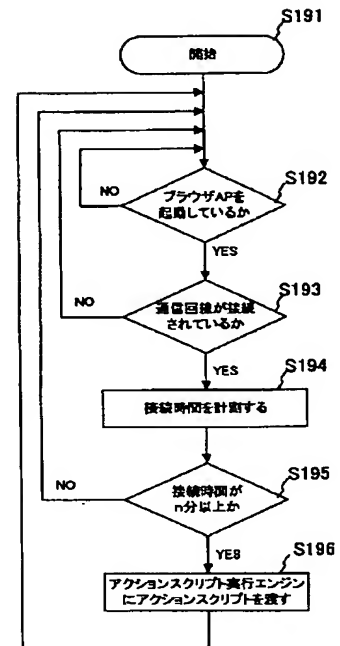 S191
開始
S192
ブラウザAPを
起動しているか
NO
YES
S193
通信回線が接続
されているか
NO
YES
S194
接続時間を計測する
S195
接続時間が
n分以上か
NO
YES
S196
アクションスクリプト実行エンジン
にアクションスクリプトを渡す